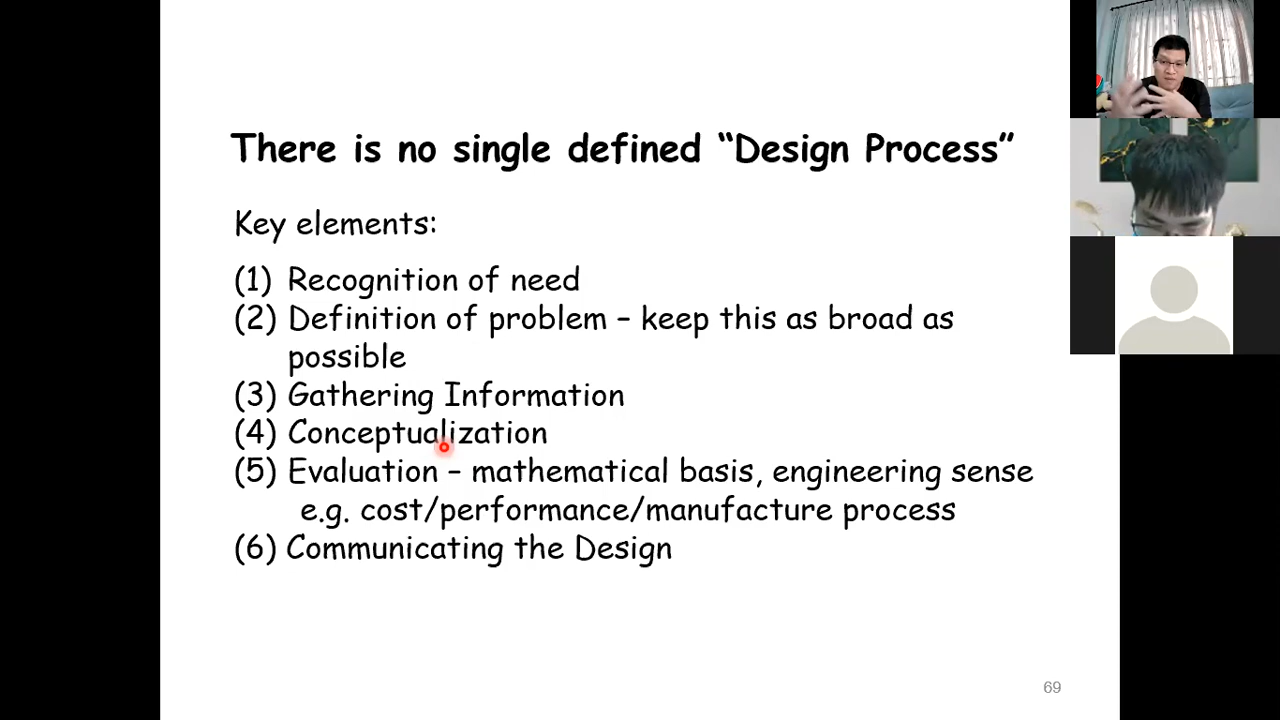 There is no single defined “Design Process”
Key elements:
(1) Recognition of need
(2) Definition of problem – keep this as broad as
possible
(3) Gathering Information
(4) Conceptualization
(5) Evaluation – mathematical basis, engineering sense
e.g. cost/performance/manufacture process
(6) Communicating the Design
69